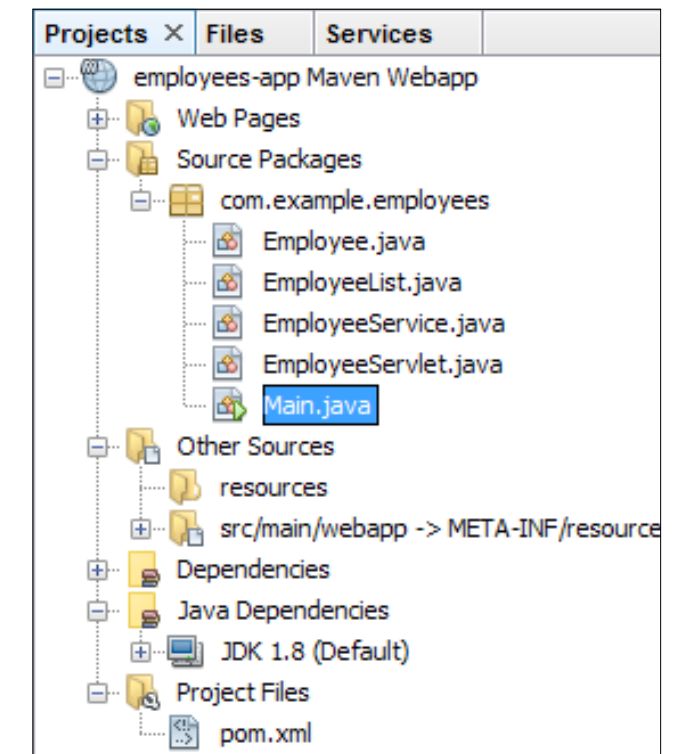 Projects Files Services
employees-app Maven Webapp
Web Pages
Source Packages
com.example.employees
Employee.java
EmployeeList.java
EmployeeService.java
EmployeeServlet.java
Main.java
Other Sources
resources
src/main/webapp -> META-INF/resource
Dependencies
Java Dependencies
JDK 1.8 (Default)
Project Files
pom.xml